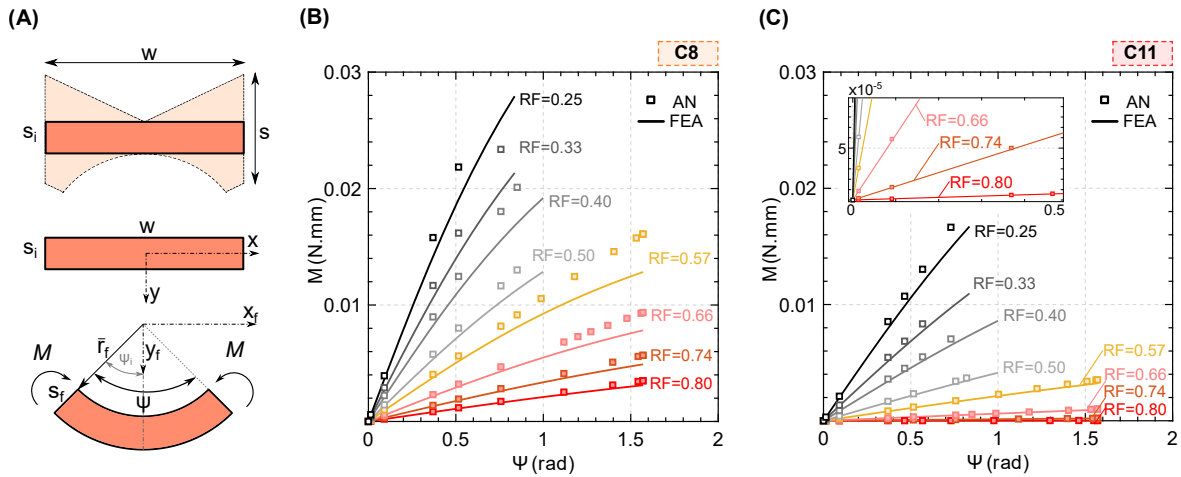 (A)
w
s_i
s
w
s_i
x
y
x_f
M
r̄_f
ψ_i
y_f
M
s_f
Ψ
(B)
C8
0.03
0.02
0.01
0
0
0.5
1
1.5
2
M (N.mm)
Ψ (rad)
AN
FEA
RF=0.25
RF=0.33
RF=0.40
RF=0.50
RF=0.57
RF=0.66
RF=0.74
RF=0.80
(C)
C11
0.03
0.02
0.01
0
0
0.5
1
1.5
2
M (N.mm)
Ψ (rad)
AN
FEA
x10^-5
5
0
0
0.5
RF=0.66
RF=0.74
RF=0.80
RF=0.25
RF=0.33
RF=0.40
RF=0.50
RF=0.57
RF=0.66
RF=0.74
RF=0.80